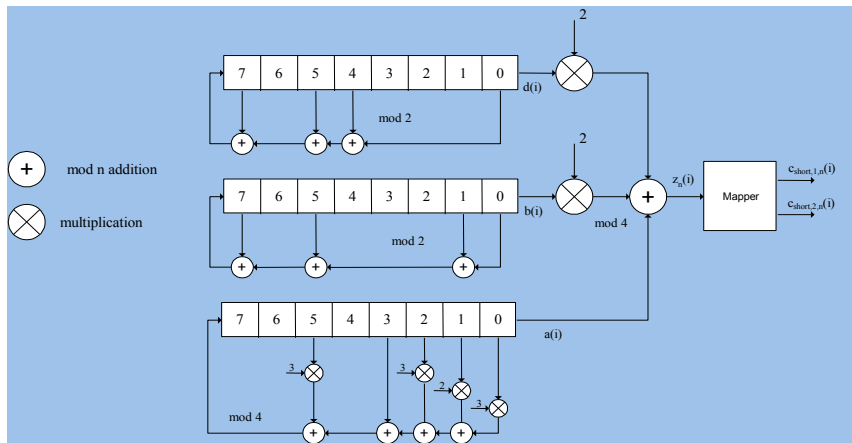 2
7 6 5 4 3 2 1 0
d(i)
mod 2
+ + +
2
+ mod n addition
multiplication
7 6 5 4 3 2 1 0
b(i)
mod 2
+ + +
mod 4
+
z_n(i)
Mapper
c_short,1,n(i)
c_short,2,n(i)
7 6 5 4 3 2 1 0
a(i)
3 3
2
3
mod 4
+ + + +